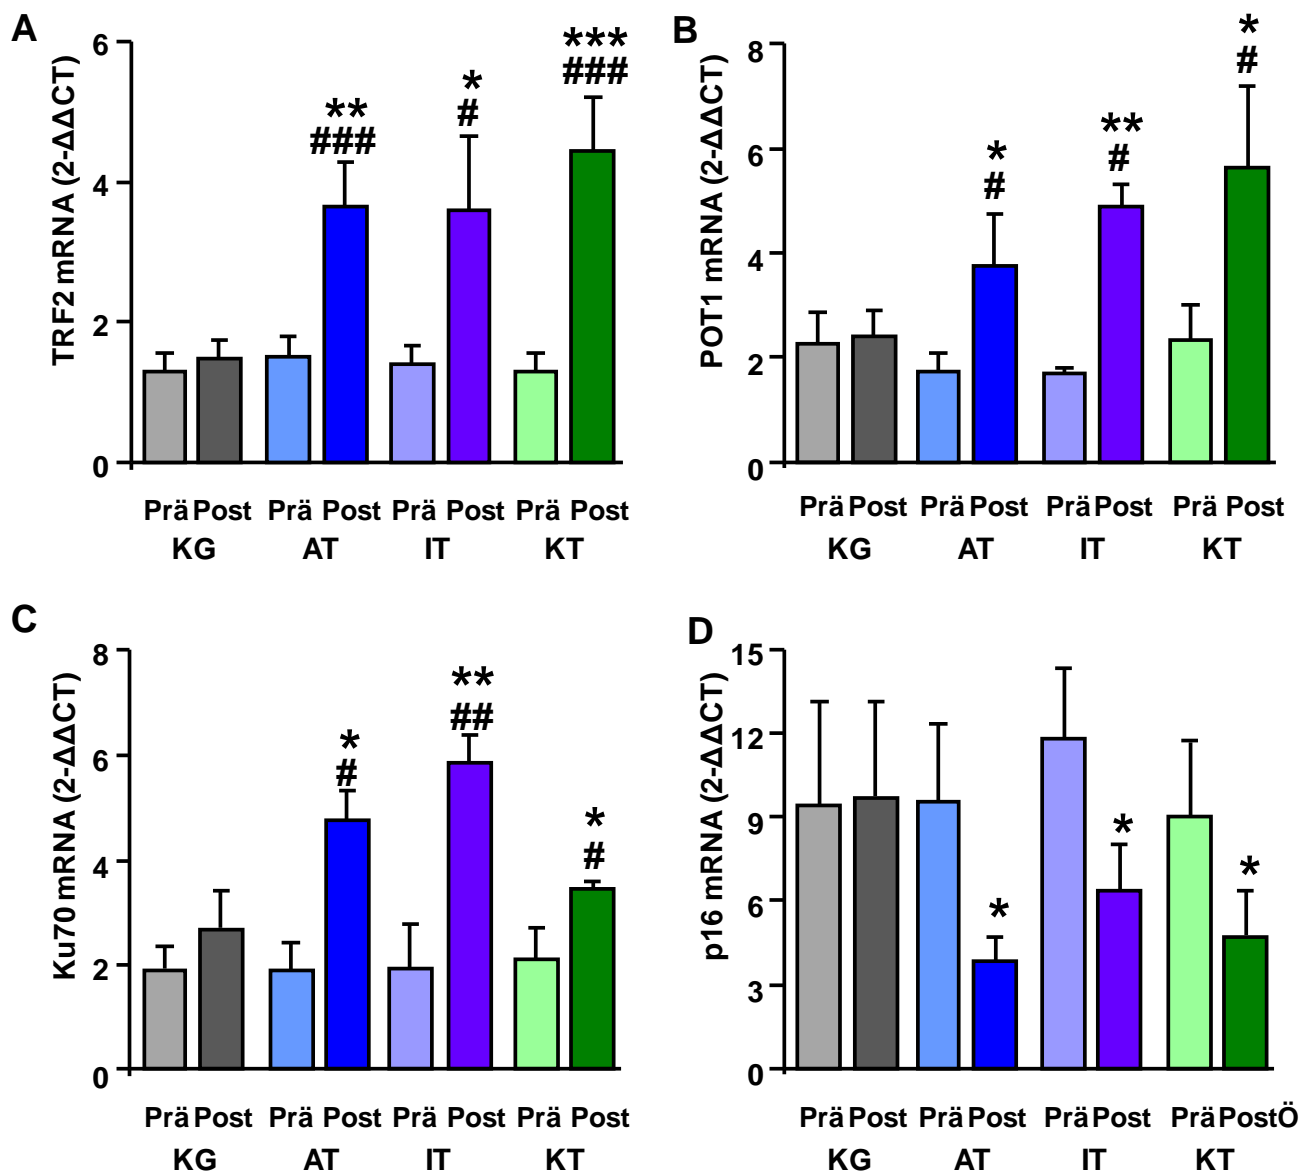 A
TRF2 mRNA (2-ΔΔCT)
6
4
2
0
** ### * # *** ###
Prä Post Prä Post Prä Post Prä Post
KG AT IT KT
B
POT1 mRNA (2-ΔΔCT)
8
6
4
2
0
* # ** # * #
Prä Post Prä Post Prä Post Prä Post
KG AT IT KT
C
Ku70 mRNA (2-ΔΔCT)
8
6
4
2
0
* # ** ## * #
Prä Post Prä Post Prä Post Prä Post
KG AT IT KT
D
p16 mRNA (2-ΔΔCT)
15
12
9
6
3
0
* * *
Prä Post Prä Post Prä Post Prä PostÖ
KG AT IT KT